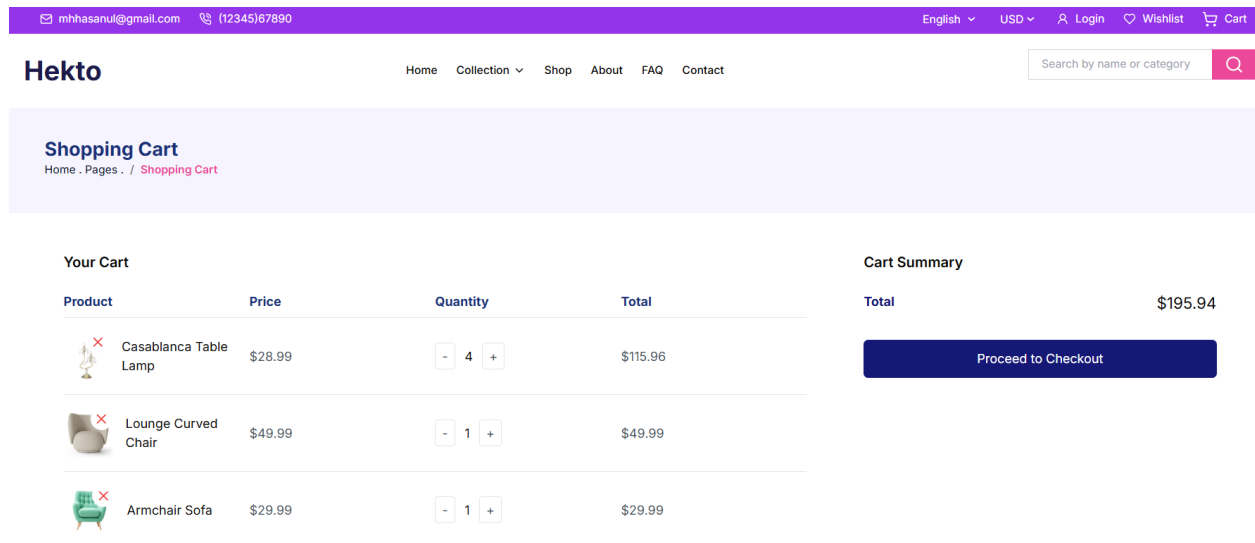 mhhasanul@gmail.com (12345)67890 English USD Login Wishlist Cart
Hekto Home Collection Shop About FAQ Contact Search by name or category
Shopping Cart
Home . Pages . / Shopping Cart
Your Cart
Product Price Quantity Total
Casablanca Table
Lamp
$28.99 - 4 + $115.96
Lounge Curved
Chair
$49.99 - 1 + $49.99
Armchair Sofa $29.99 - 1 + $29.99
Cart Summary
Total $195.94
Proceed to Checkout